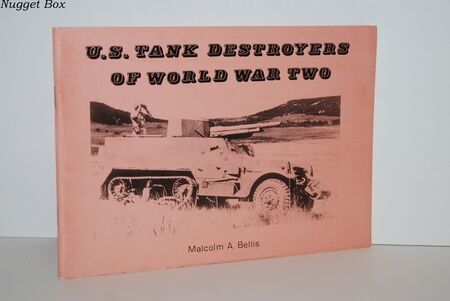 Nugget Box
U.S. TANK DESTROYERS
OF WORLD WAR TWO
Malcolm A. Bellis